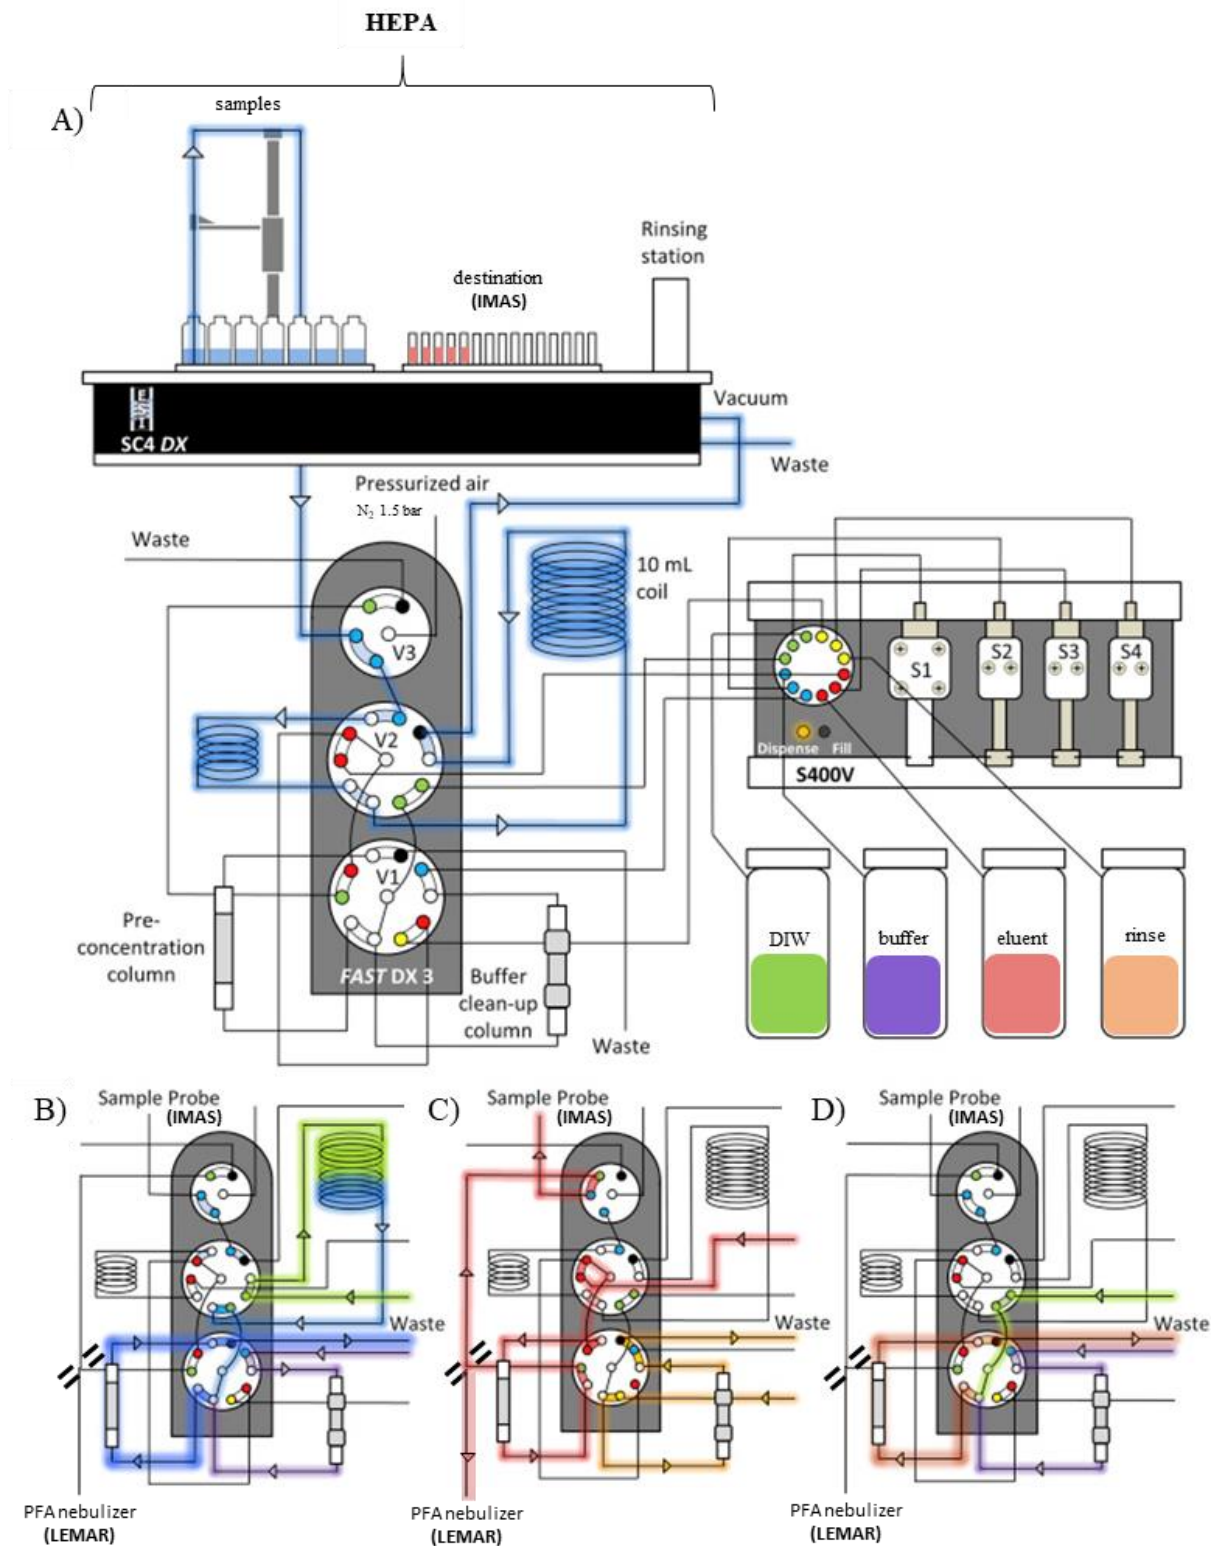 HEPA
A)
samples
Rinsing
station
destination
(IMAS)
Vacuum
SC4 DX
Waste
Pressurized air
N₂ 1.5 bar
Waste
10 mL
coil
V3
S1
S2
S3
S4
V2
Dispense
Fill
S400V
V1
Pre-
concentration
column
FAST DX 3
Buffer
clean-up
column
Waste
DIW
buffer
eluent
rinse
B)
Sample Probe
(IMAS)
Waste
PFA nebulizer
(LEMAR)
C)
Sample Probe
(IMAS)
Waste
PFA nebulizer
(LEMAR)
D)
Sample Probe
(IMAS)
Waste
PFA nebulizer
(LEMAR)